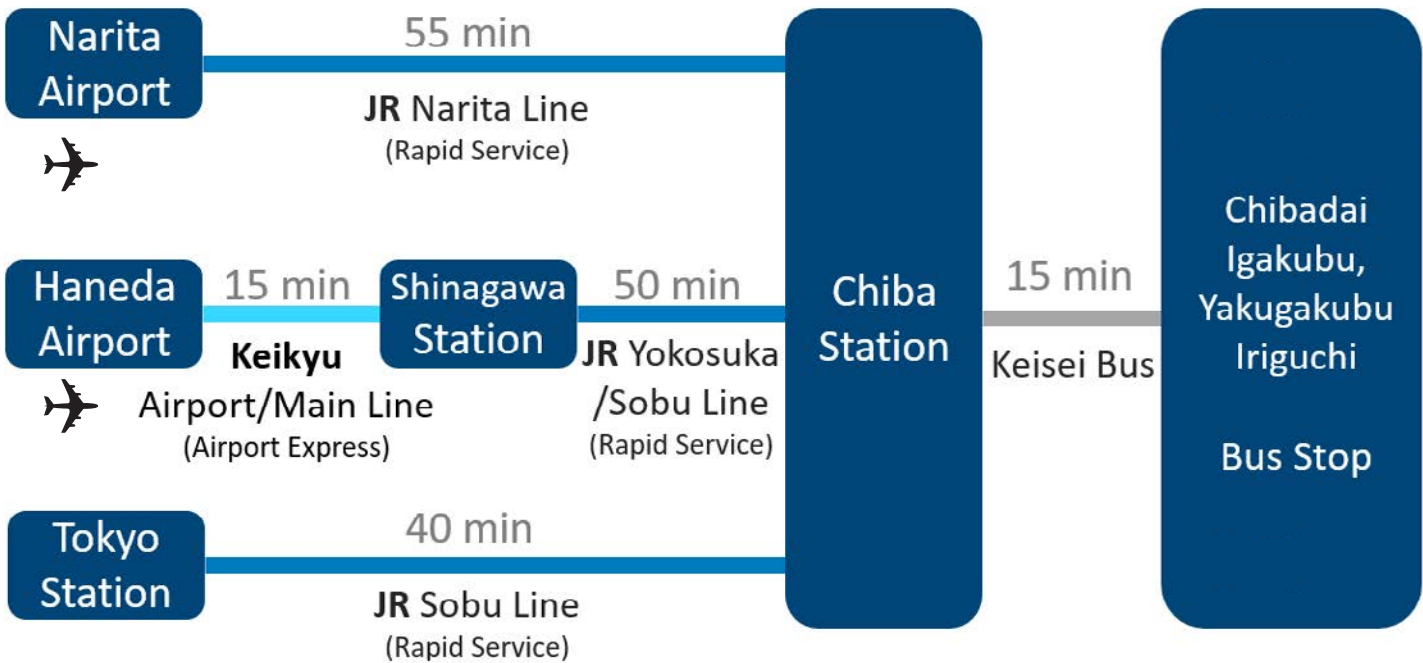 Narita
Airport
55 min
JR Narita Line
(Rapid Service)
Haneda
Airport
15 min
Keikyu
Airport/Main Line
(Airport Express)
Shinagawa
Station
50 min
JR Yokosuka
/Sobu Line
(Rapid Service)
Tokyo
Station
40 min
JR Sobu Line
(Rapid Service)
Chiba
Station
15 min
Keisei Bus
Chibadai
Igakubu,
Yakugakubu
Iriguchi
Bus Stop